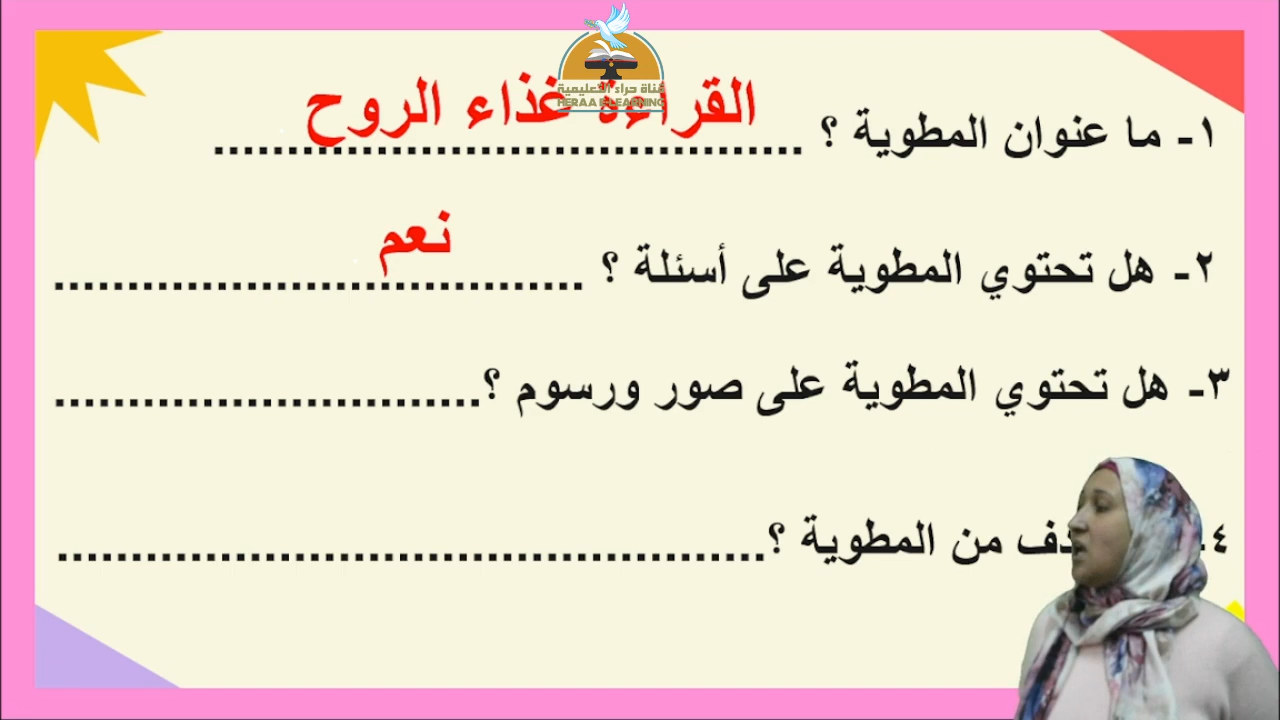 قناة حراء التعليمية
HERAA E-LEARNING
١- ما عنوان المطوية ؟ القراءة غذاء الروح
٢- هل تحتوي المطوية على أسئلة ؟ نعم
٣- هل تحتوي المطوية على صور ورسوم ؟
٤- من المطوية ؟